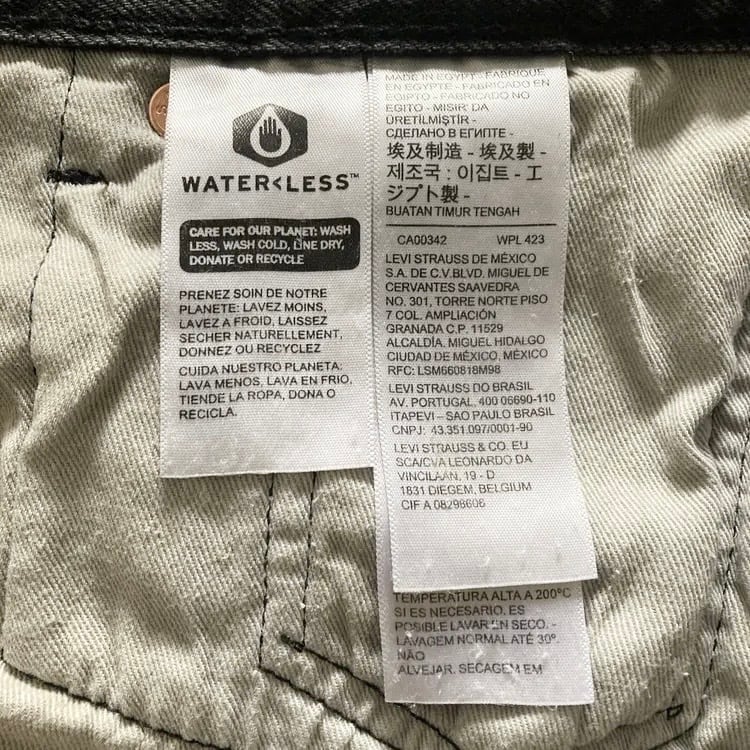 WATER<LESS™
CARE FOR OUR PLANET: WASH
LESS, WASH COLD, LINE DRY,
DONATE OR RECYCLE
PRENEZ SOIN DE NOTRE
PLANETE: LAVEZ MOINS,
LAVEZ A FROID, LAISSEZ
SECHER NATURELLEMENT,
DONNEZ OU RECYCLEZ
CUIDA NUESTRO PLANETA:
LAVA MENOS, LAVA EN FRIO,
TIENDE LA ROPA, DONA O
RECICLA.
MADE IN EGYPT - FABRIQUE
EN EGYPTE - FABRICADO EN
EGIPTO - FABRICADO NO
EGITO - MISIR' DA
ÜRETİLMİŞTİR -
СДЕЛАНО В ЕГИПТЕ -
埃及制造 - 埃及製 -
제조국 : 이집트 - エ
ジプト製 -
BUATAN TIMUR TENGAH
CA00342 WPL 423
LEVI STRAUSS DE MÉXICO
S.A. DE C.V.BLVD. MIGUEL DE
CERVANTES SAAVEDRA
NO. 301, TORRE NORTE PISO
7 COL. AMPLIACIÓN
GRANADA C.P. 11529
ALCALDÍA. MIGUEL HIDALGO
CIUDAD DE MÉXICO, MÉXICO
RFC: LSM660818M98
LEVI STRAUSS DO BRASIL
AV. PORTUGAL, 400 06690-110
ITAPEVI – SAO PAULO BRASIL
CNPJ: 43.351.097/0001-90
LEVI STRAUSS & CO. EU
SCA/CVA LEONARDO DA
VINCILAAN, 19 - D
1831 DIEGEM, BELGIUM
CIF A 08298606
TEMPERATURA ALTA A 200°C
SI ES NECESARIO. ES
POSIBLE LAVAR EN SECO. -
LAVAGEM NORMAL ATÉ 30°.
NÃO
ALVEJAR. SECAGEM EM